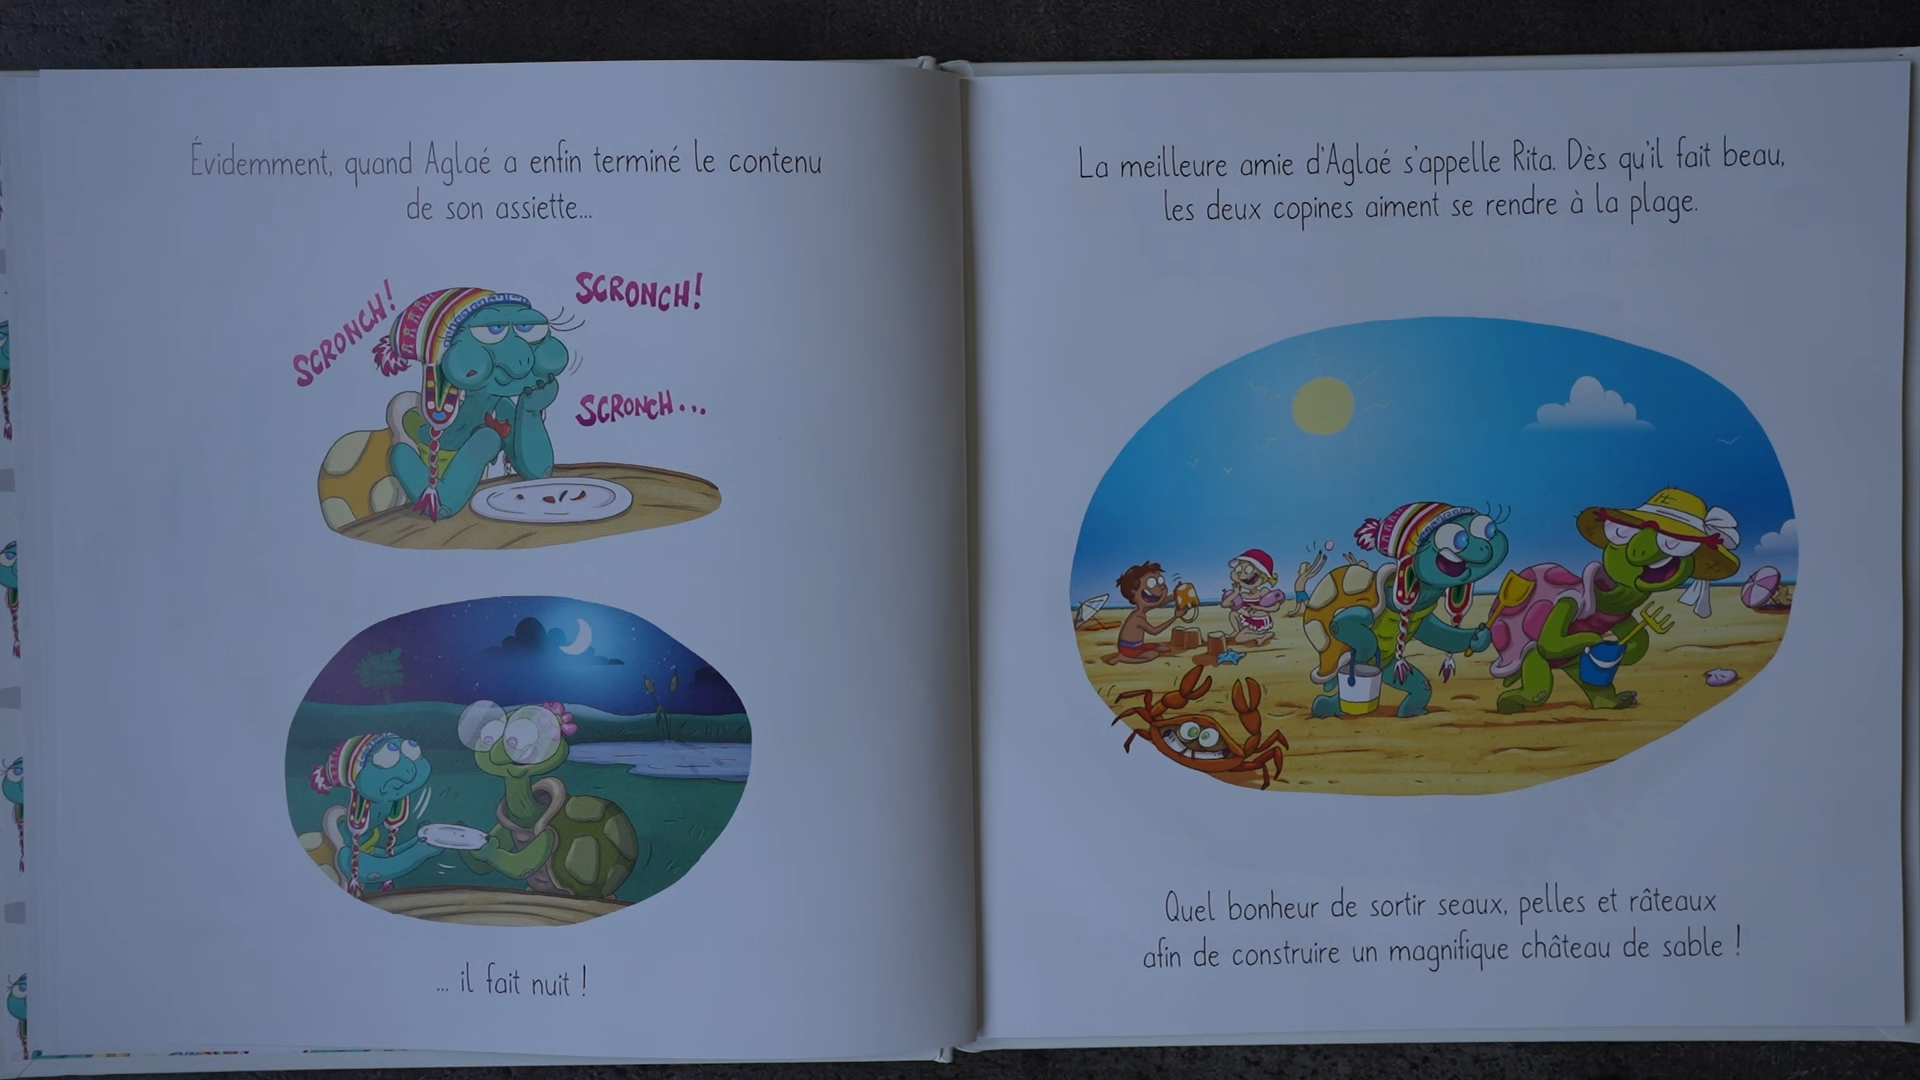 Évidemment, quand Aglaé a enfin terminé le contenu
de son assiette...
SCRONCH!
SCRONCH!
SCRONCH...
... il fait nuit !
La meilleure amie d'Aglaé s'appelle Rita. Dès qu'il fait beau,
les deux copines aiment se rendre à la plage.
Quel bonheur de sortir seaux, pelles et râteaux
afin de construire un magnifique château de sable !